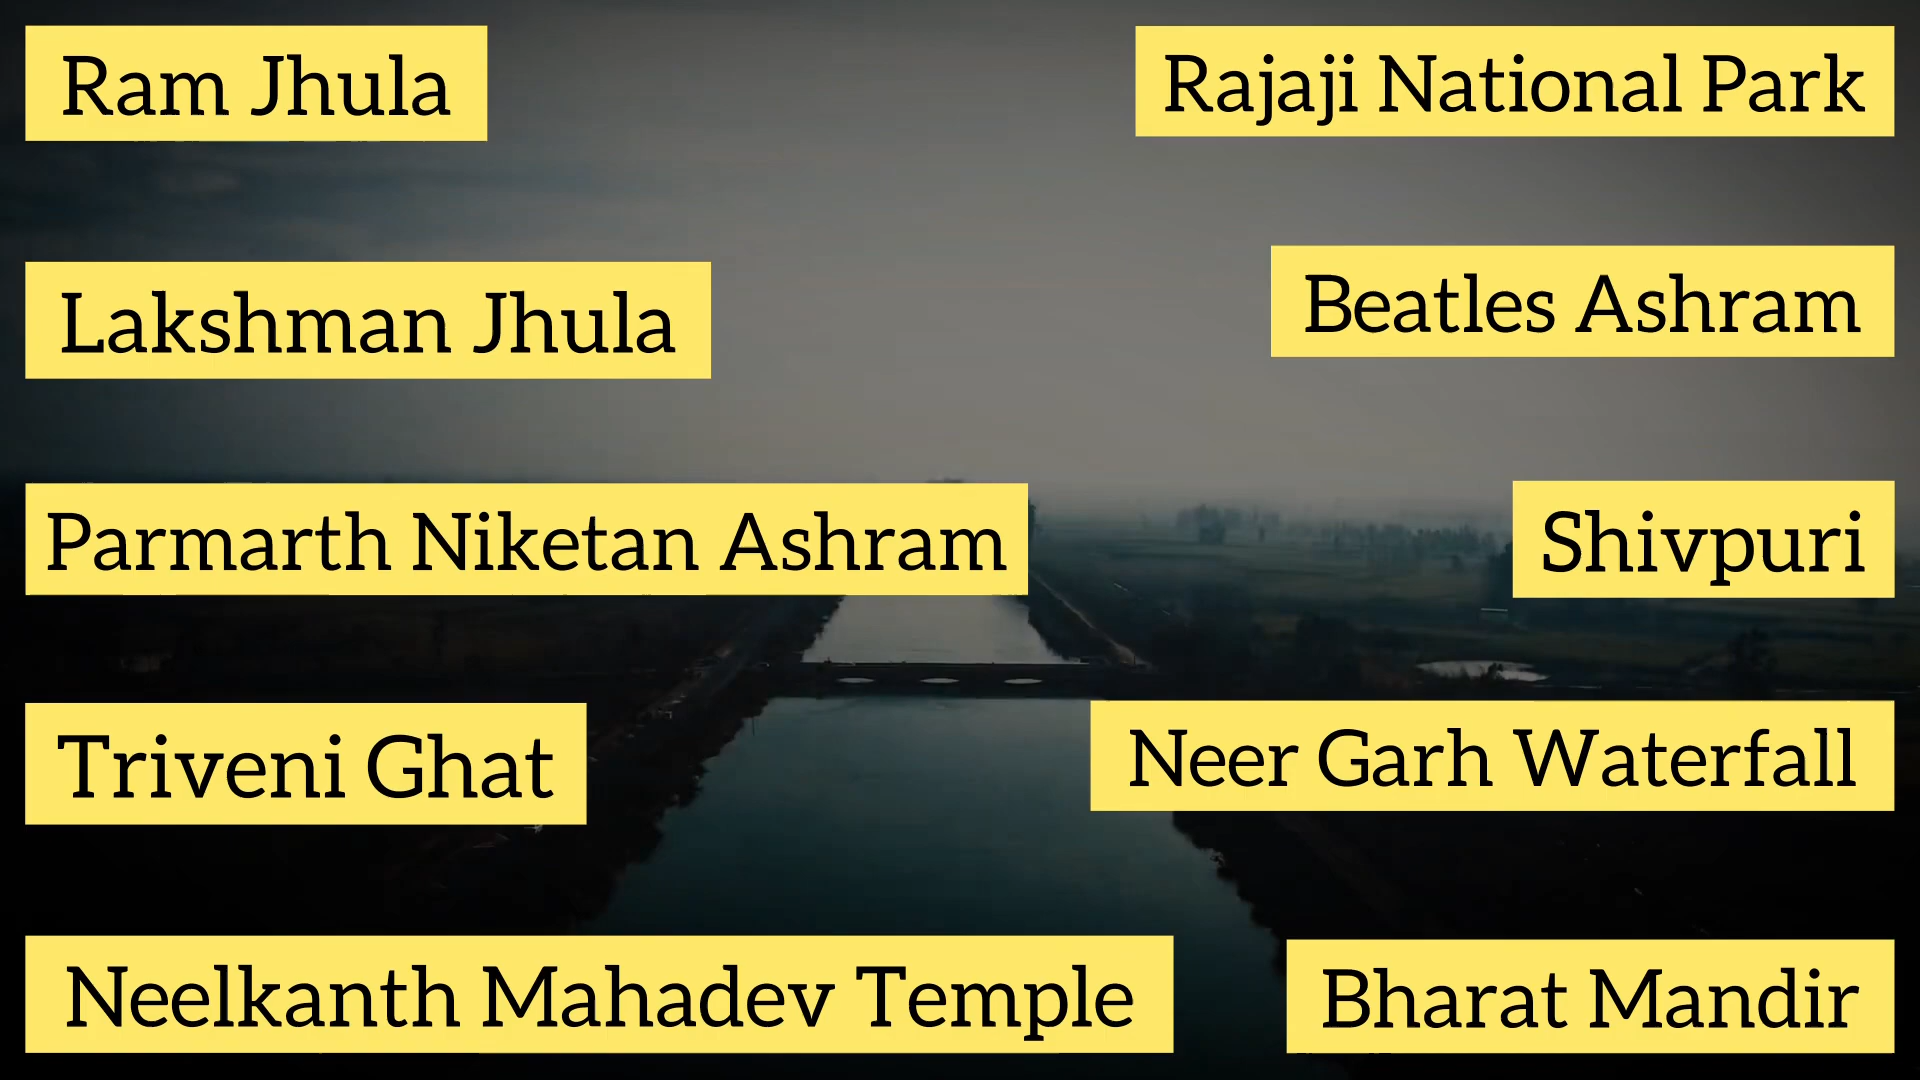 Ram Jhula
Rajaji National Park
Lakshman Jhula
Beatles Ashram
Parmarth Niketan Ashram
Shivpuri
Triveni Ghat
Neer Garh Waterfall
Neelkanth Mahadev Temple
Bharat Mandir